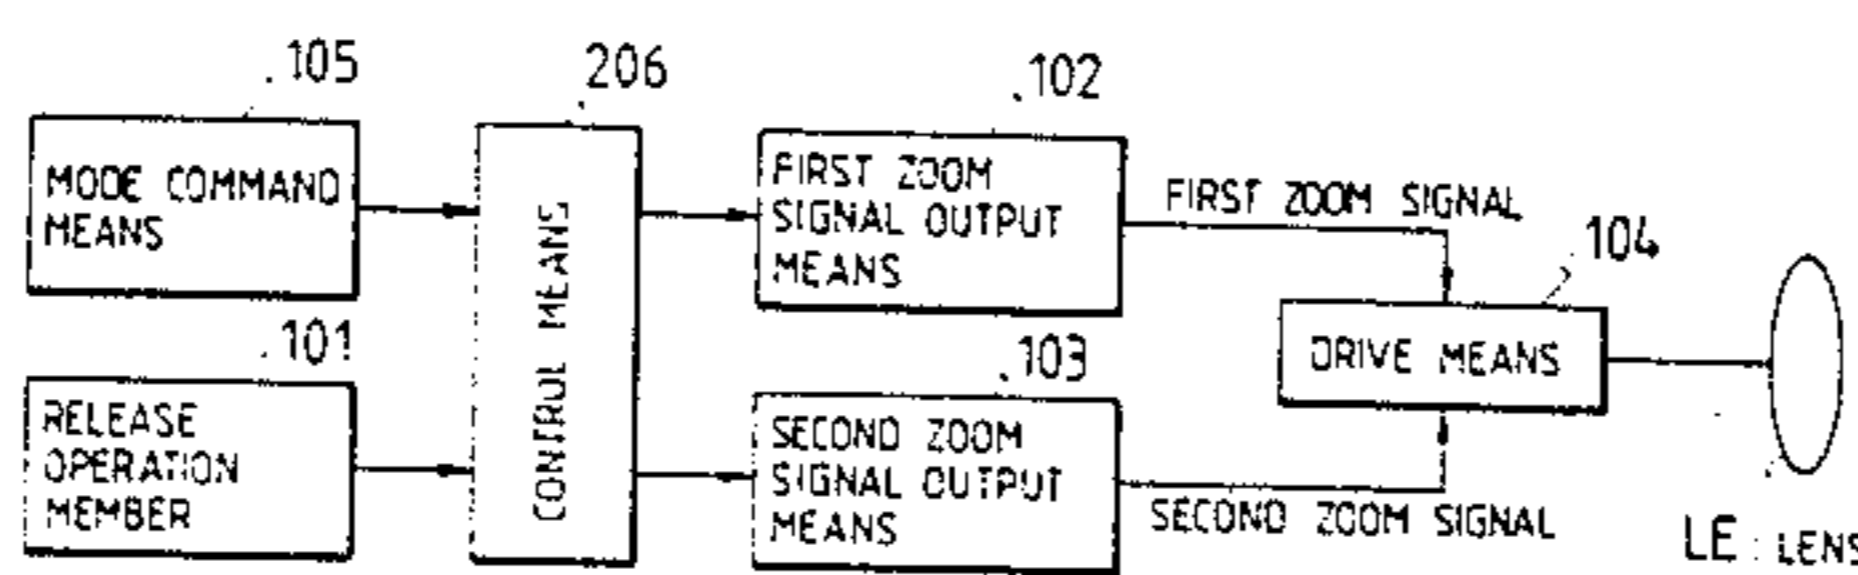 105
MODE COMMAND
MEANS
101
RELEASE
OPERATION
MEMBER
206
CONTROL MEANS
102
FIRST ZOOM
SIGNAL OUTPUT
MEANS
103
SECOND ZOOM
SIGNAL OUTPUT
MEANS
FIRST ZOOM SIGNAL
SECOND ZOOM SIGNAL
104
DRIVE MEANS
LE : LENS